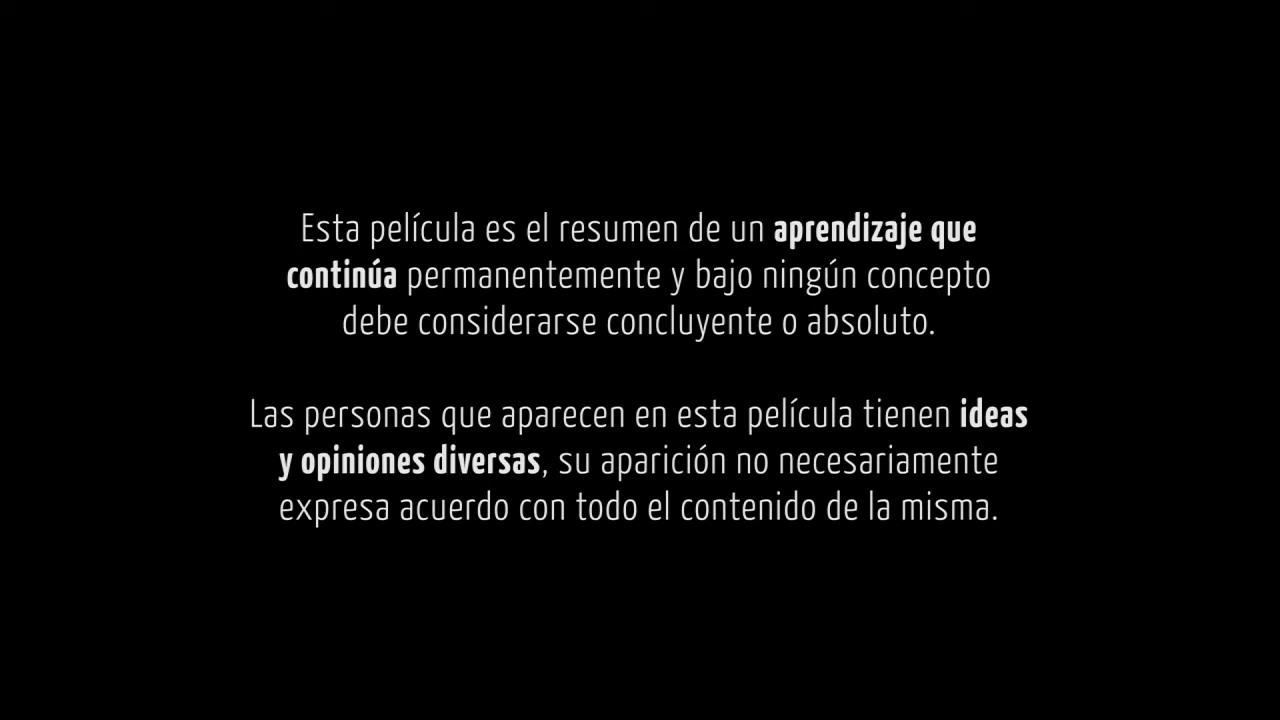 Esta película es el resumen de un aprendizaje que
continúa permanentemente y bajo ningún concepto
debe considerarse concluyente o absoluto.
Las personas que aparecen en esta película tienen ideas
y opiniones diversas, su aparición no necesariamente
expresa acuerdo con todo el contenido de la misma.